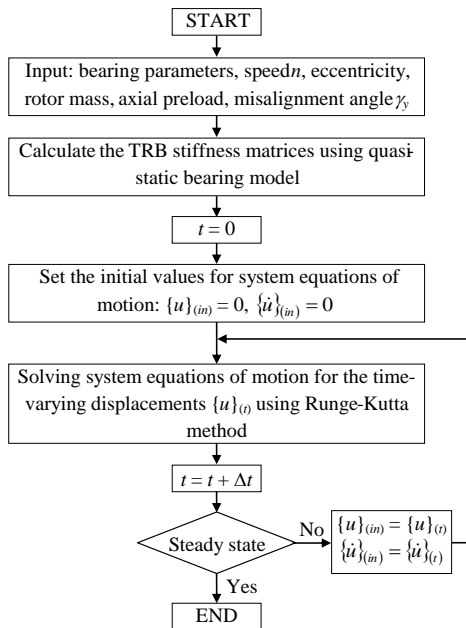 START
Input: bearing parameters, speedn, eccentricity,
rotor mass, axial preload, misalignment angle γy
Calculate the TRB stiffness matrices using quasi-
static bearing model
t = 0
Set the initial values for system equations of
motion: {u}(in) = 0, {u̇}(in) = 0
Solving system equations of motion for the time-
varying displacements {u}(t) using Runge-Kutta
method
t = t + Δt
Steady state
No
{u}(in) = {u}(t)
{u̇}(in) = {u̇}(t)
Yes
END